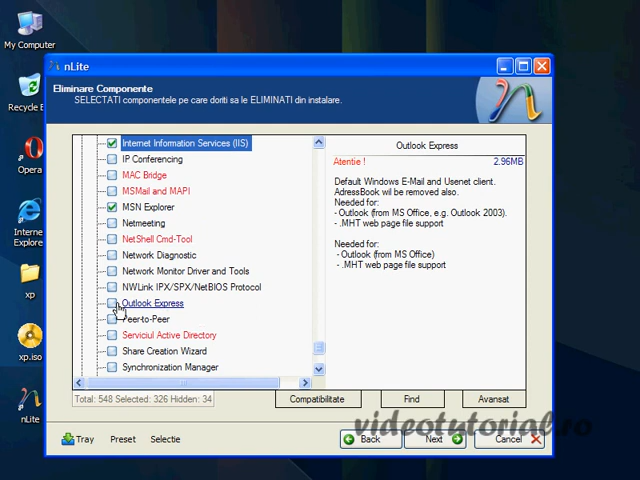 My Computer
Recycle B
Opera
Internet
Explorer
xp
xp.iso
nLite
nLite
Eliminare Componente
SELECTATI componentele pe care doriti sa le ELIMINATI din instalare.
Internet Information Services (IIS)
IP Conferencing
MAC Bridge
MSMail and MAPI
MSN Explorer
Netmeeting
NetShell Cmd-Tool
Network Diagnostic
Network Monitor Driver and Tools
NWLink IPX/SPX/NetBIOS Protocol
Outlook Express
Peer-to-Peer
Serviciul Active Directory
Share Creation Wizard
Synchronization Manager
Outlook Express
Atentie ! 2.96MB
Default Windows E-Mail and Usenet client.
AdressBook wil be removed also.
Needed for:
- Outlook (from MS Office, e.g. Outlook 2003).
- .MHT web page file support
Needed for:
- Outlook (from MS Office)
- .MHT web page file support
Total: 548 Selected: 326 Hidden: 34
Compatibilitate Find Avansat
videotutorial.ro
Tray Preset Selectie Back Next Cancel